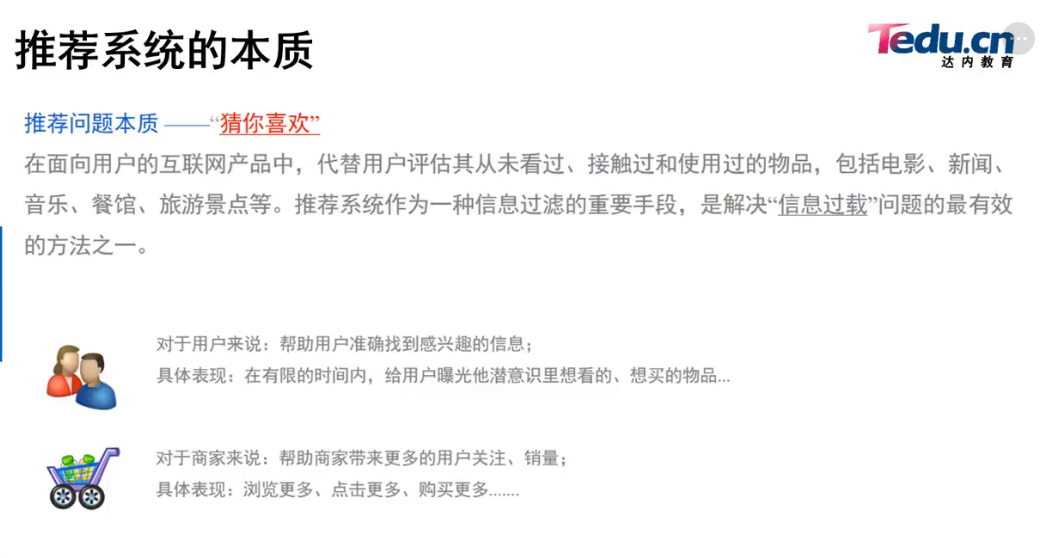 推荐系统的本质
Tedu.cn
达内教育
推荐问题本质 ——“猜你喜欢”
在面向用户的互联网产品中，代替用户评估其从未看过、接触过和使用过的物品，包括电影、新闻、
音乐、餐馆、旅游景点等。推荐系统作为一种信息过滤的重要手段，是解决“信息过载”问题的最有效
的方法之一。
对于用户来说：帮助用户准确找到感兴趣的信息；
具体表现：在有限的时间内，给用户曝光他潜意识里想看的、想买的物品...
对于商家来说：帮助商家带来更多的用户关注、销量；
具体表现：浏览更多、点击更多、购买更多.......